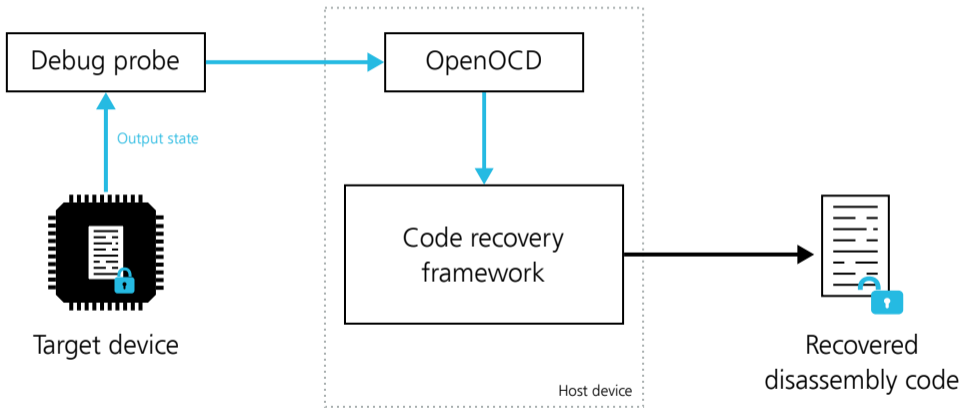 Debug probe
OpenOCD
Output state
Code recovery
framework
Target device
Host device
Recovered
disassembly code